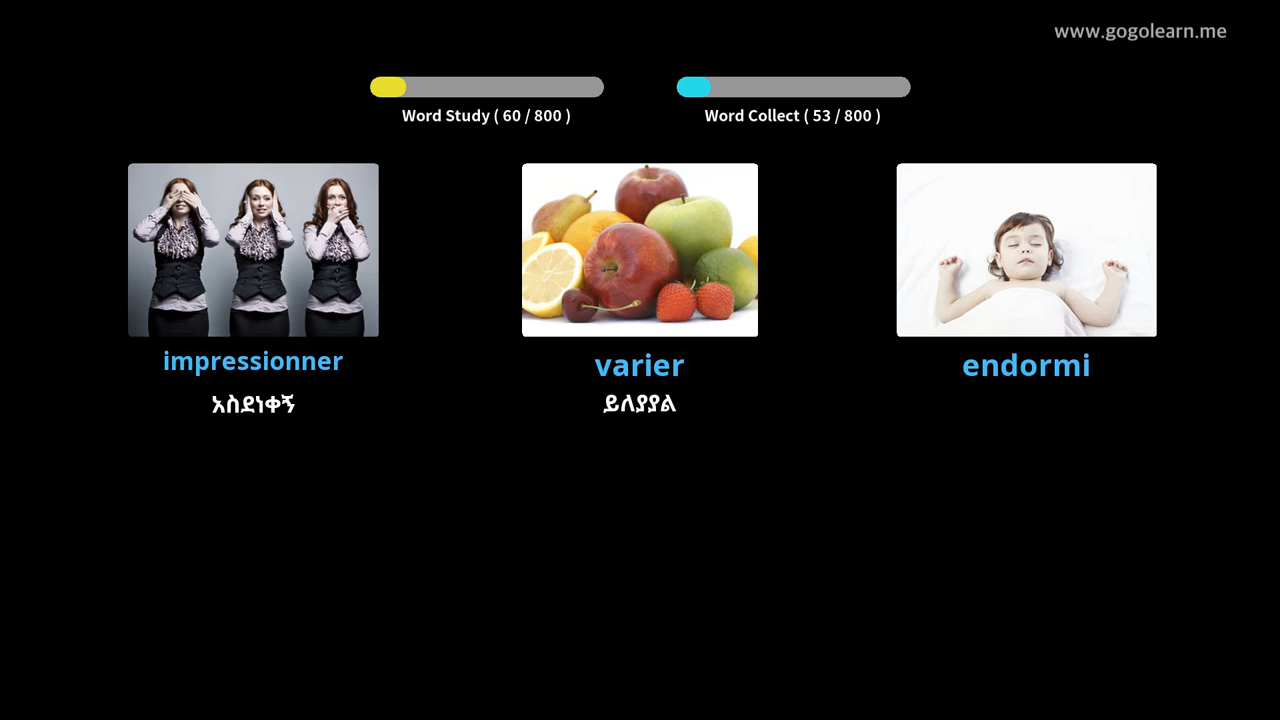 www.gogolearn.me
Word Study ( 60 / 800 )
Word Collect ( 53 / 800 )
impressionner
varier
endormi
አስደነቀኝ
ይለያያል